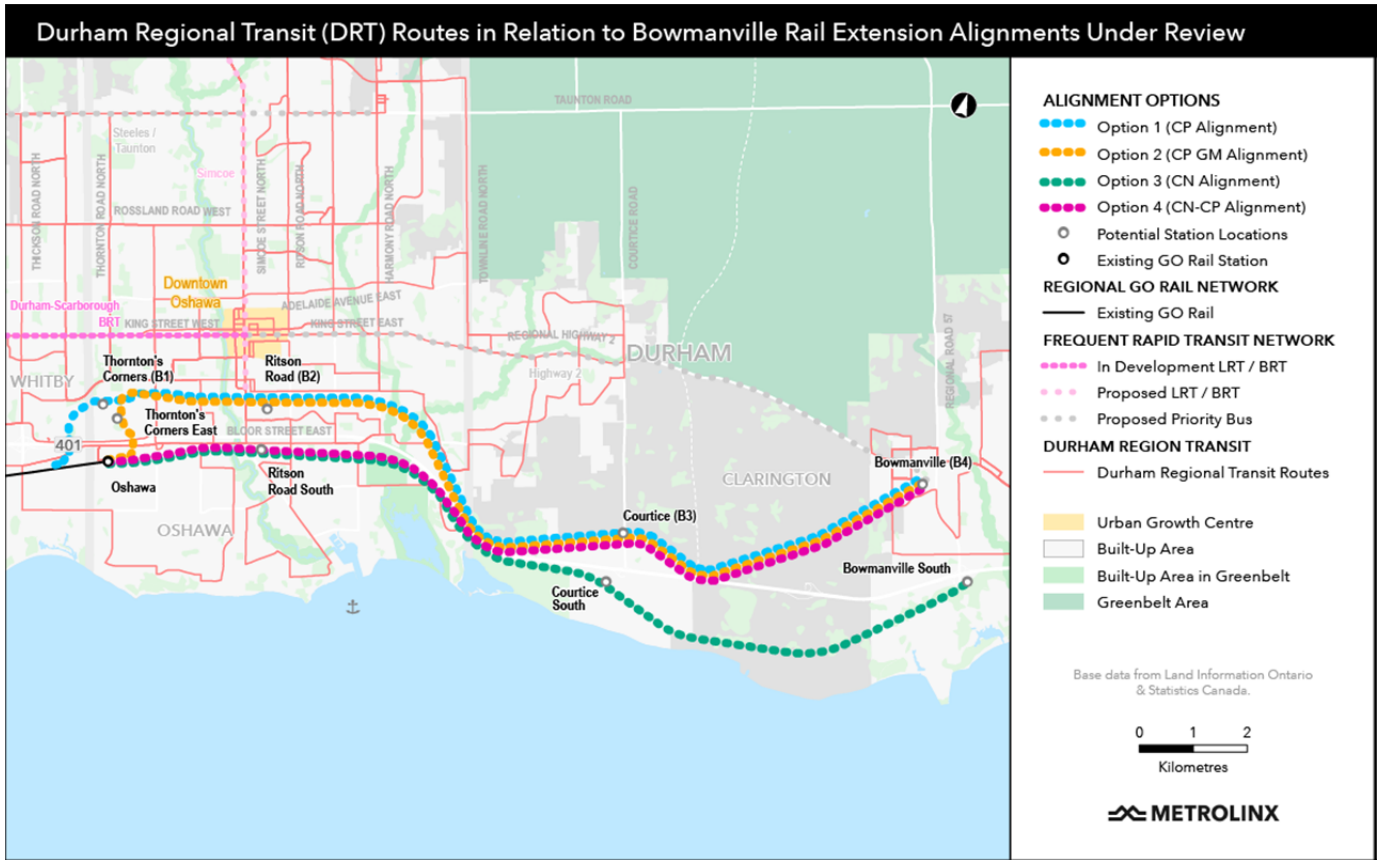 Durham Regional Transit (DRT) Routes in Relation to Bowmanville Rail Extension Alignments Under Review
TAUNTON ROAD
Steeles /
Taunton
Simcoe
THICKSON ROAD NORTH
THORNTON ROAD NORTH
SIMCOE STREET NORTH
RITSON ROAD NORTH
HARMONY ROAD NORTH
TOWNLINE ROAD NORTH
COURTICE ROAD
REGIONAL ROAD 57
ROSSLAND ROAD WEST
Downtown
Oshawa
ADELAIDE AVENUE EAST
Durham-Scarborough
BRT
KING STREET WEST
KING STREET EAST
REGIONAL HIGHWAY 2
Highway 2
DURHAM
WHITBY
Thornton's
Corners (B1)
Ritson
Road (B2)
Thornton's
Corners East
BLOOR STREET EAST
401
Oshawa
Ritson
Road South
OSHAWA
CLARINGTON
Bowmanville (B4)
Courtice (B3)
Bowmanville South
Courtice
South
ALIGNMENT OPTIONS
Option 1 (CP Alignment)
Option 2 (CP GM Alignment)
Option 3 (CN Alignment)
Option 4 (CN-CP Alignment)
Potential Station Locations
Existing GO Rail Station
REGIONAL GO RAIL NETWORK
Existing GO Rail
FREQUENT RAPID TRANSIT NETWORK
In Development LRT / BRT
Proposed LRT / BRT
Proposed Priority Bus
DURHAM REGION TRANSIT
Durham Regional Transit Routes
Urban Growth Centre
Built-Up Area
Built-Up Area in Greenbelt
Greenbelt Area
Base data from Land Information Ontario
& Statistics Canada.
0 1 2
Kilometres
METROLINX